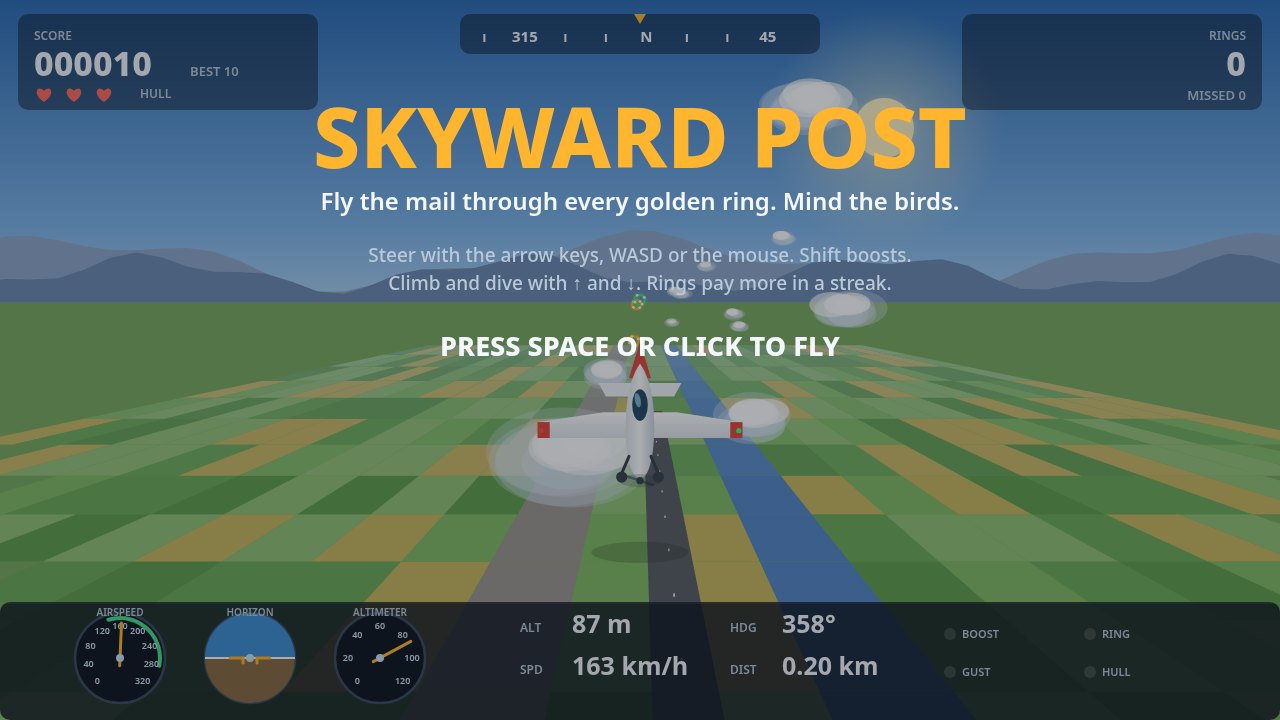 SCORE
000010
BEST 10
HULL
315 N 45
RINGS
0
MISSED 0
SKYWARD POST
Fly the mail through every golden ring. Mind the birds.
Steer with the arrow keys, WASD or the mouse. Shift boosts.
Climb and dive with ↑ and ↓. Rings pay more in a streak.
PRESS SPACE OR CLICK TO FLY
AIRSPEED
0 40 80 120 160 200 240 280 320
HORIZON
ALTIMETER
0 20 40 60 80 100 120
ALT 87 m
HDG 358°
SPD 163 km/h
DIST 0.20 km
BOOST
RING
GUST
HULL